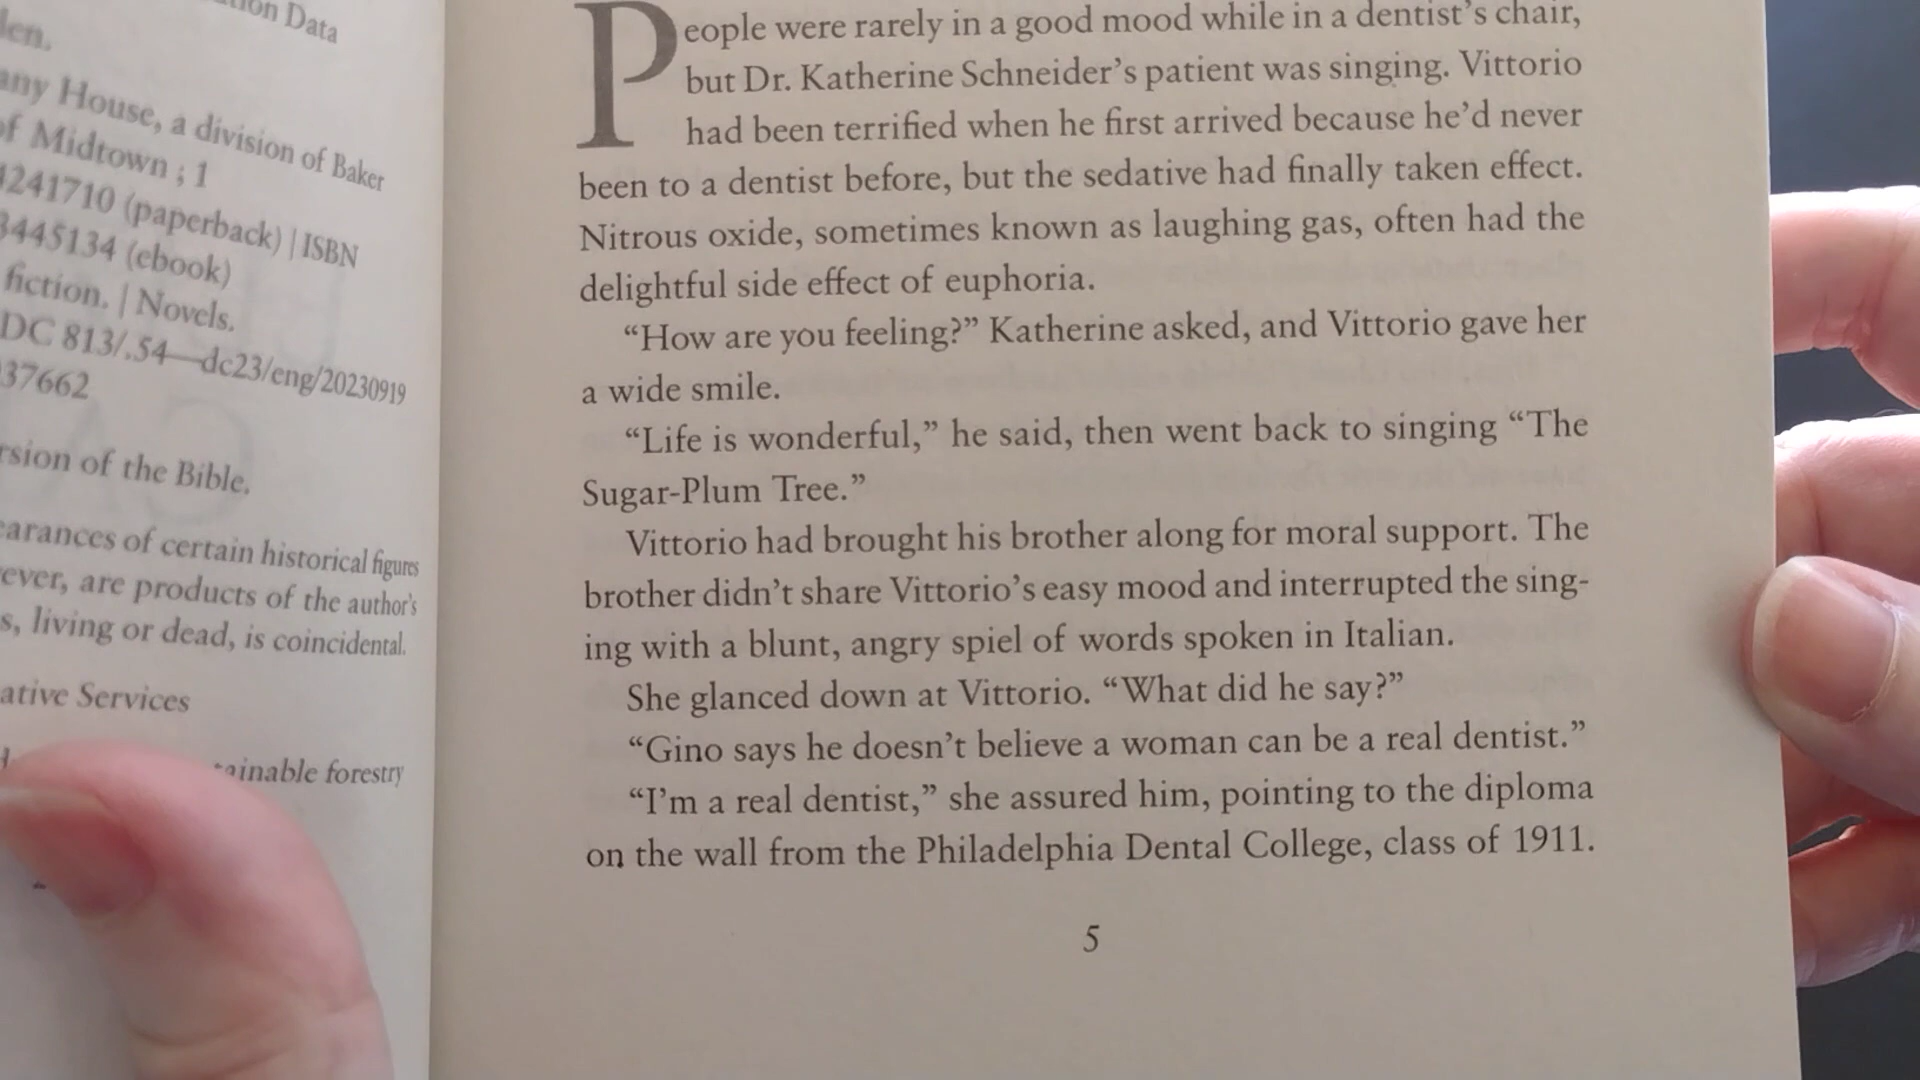 tion Data
len.
any House, a division of Baker
of Midtown ; 1
4241710 (paperback) | ISBN
3445134 (ebook)
fiction. | Novels.
DC 813/.54—dc23/eng/20230919
37662
rsion of the Bible.
earances of certain historical figures
ever, are products of the author's
s, living or dead, is coincidental.
ative Services
ainable forestry
People were rarely in a good mood while in a dentist's chair,
but Dr. Katherine Schneider's patient was singing. Vittorio
had been terrified when he first arrived because he'd never
been to a dentist before, but the sedative had finally taken effect.
Nitrous oxide, sometimes known as laughing gas, often had the
delightful side effect of euphoria.
“How are you feeling?” Katherine asked, and Vittorio gave her
a wide smile.
“Life is wonderful,” he said, then went back to singing “The
Sugar-Plum Tree.”
Vittorio had brought his brother along for moral support. The
brother didn't share Vittorio's easy mood and interrupted the sing-
ing with a blunt, angry spiel of words spoken in Italian.
She glanced down at Vittorio. “What did he say?”
“Gino says he doesn't believe a woman can be a real dentist.”
“I'm a real dentist,” she assured him, pointing to the diploma
on the wall from the Philadelphia Dental College, class of 1911.
5